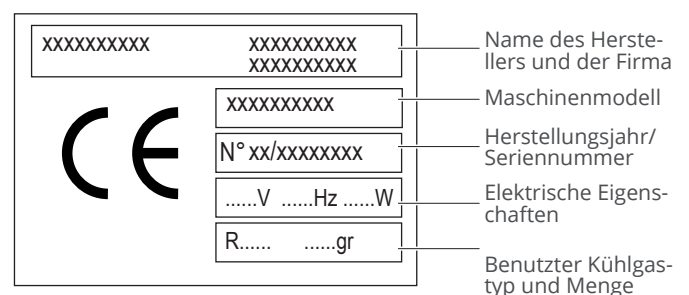 xxxxxxxxxx xxxxxxxxxx
xxxxxxxxxx
Name des Herste-
llers und der Firma
xxxxxxxxxx
Maschinenmodell
CE
N° xx/xxxxxxxx
Herstellungsjahr/
Seriennummer
......V ......Hz ......W
Elektrische Eigens-
chaften
R...... ......gr
Benutzter Kühlgas-
typ und Menge